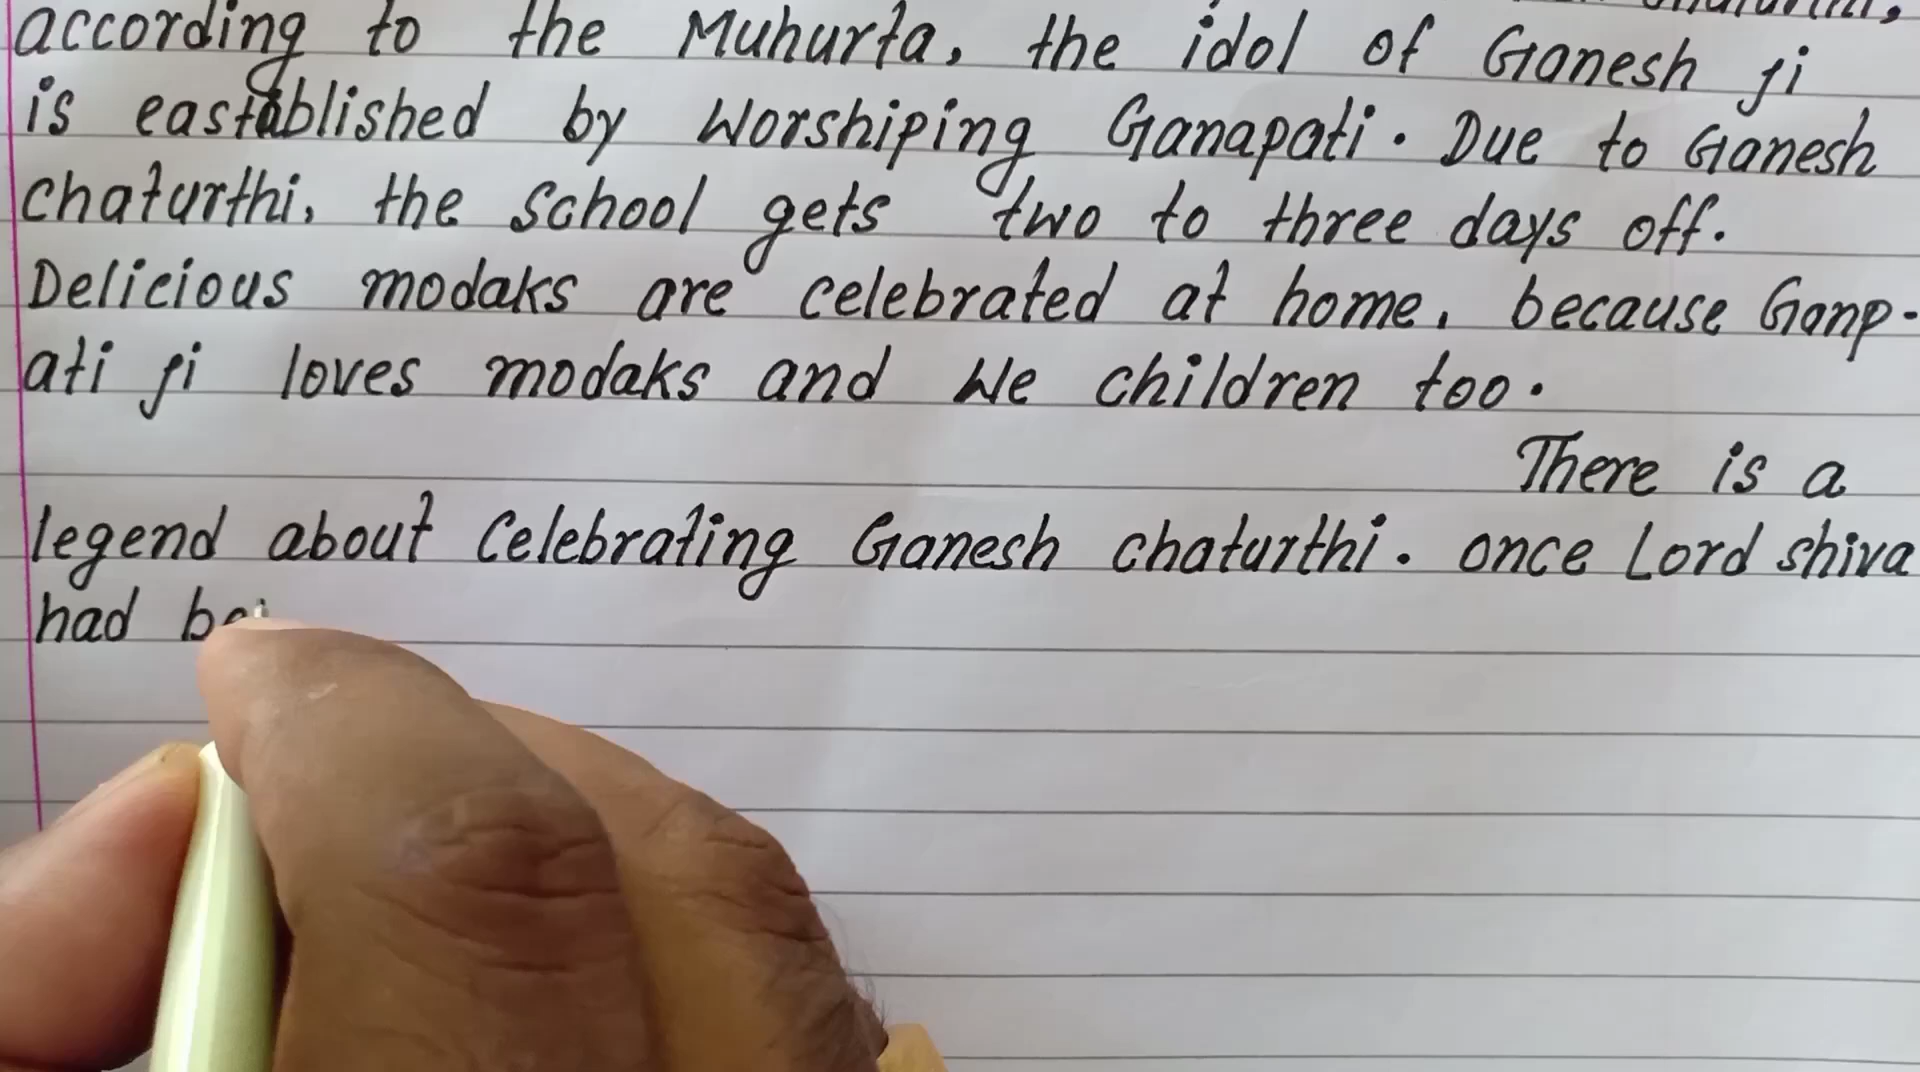 according to the Muhurta, the idol of Ganesh ji
is eastablished by Worshiping Ganapati. Due to Ganesh
chaturthi, the School gets two to three days off.
Delicious modaks are celebrated at home, because Ganp-
ati ji loves modaks and We children too.
There is a
legend about Celebrating Ganesh chaturthi. once Lord shiva
had